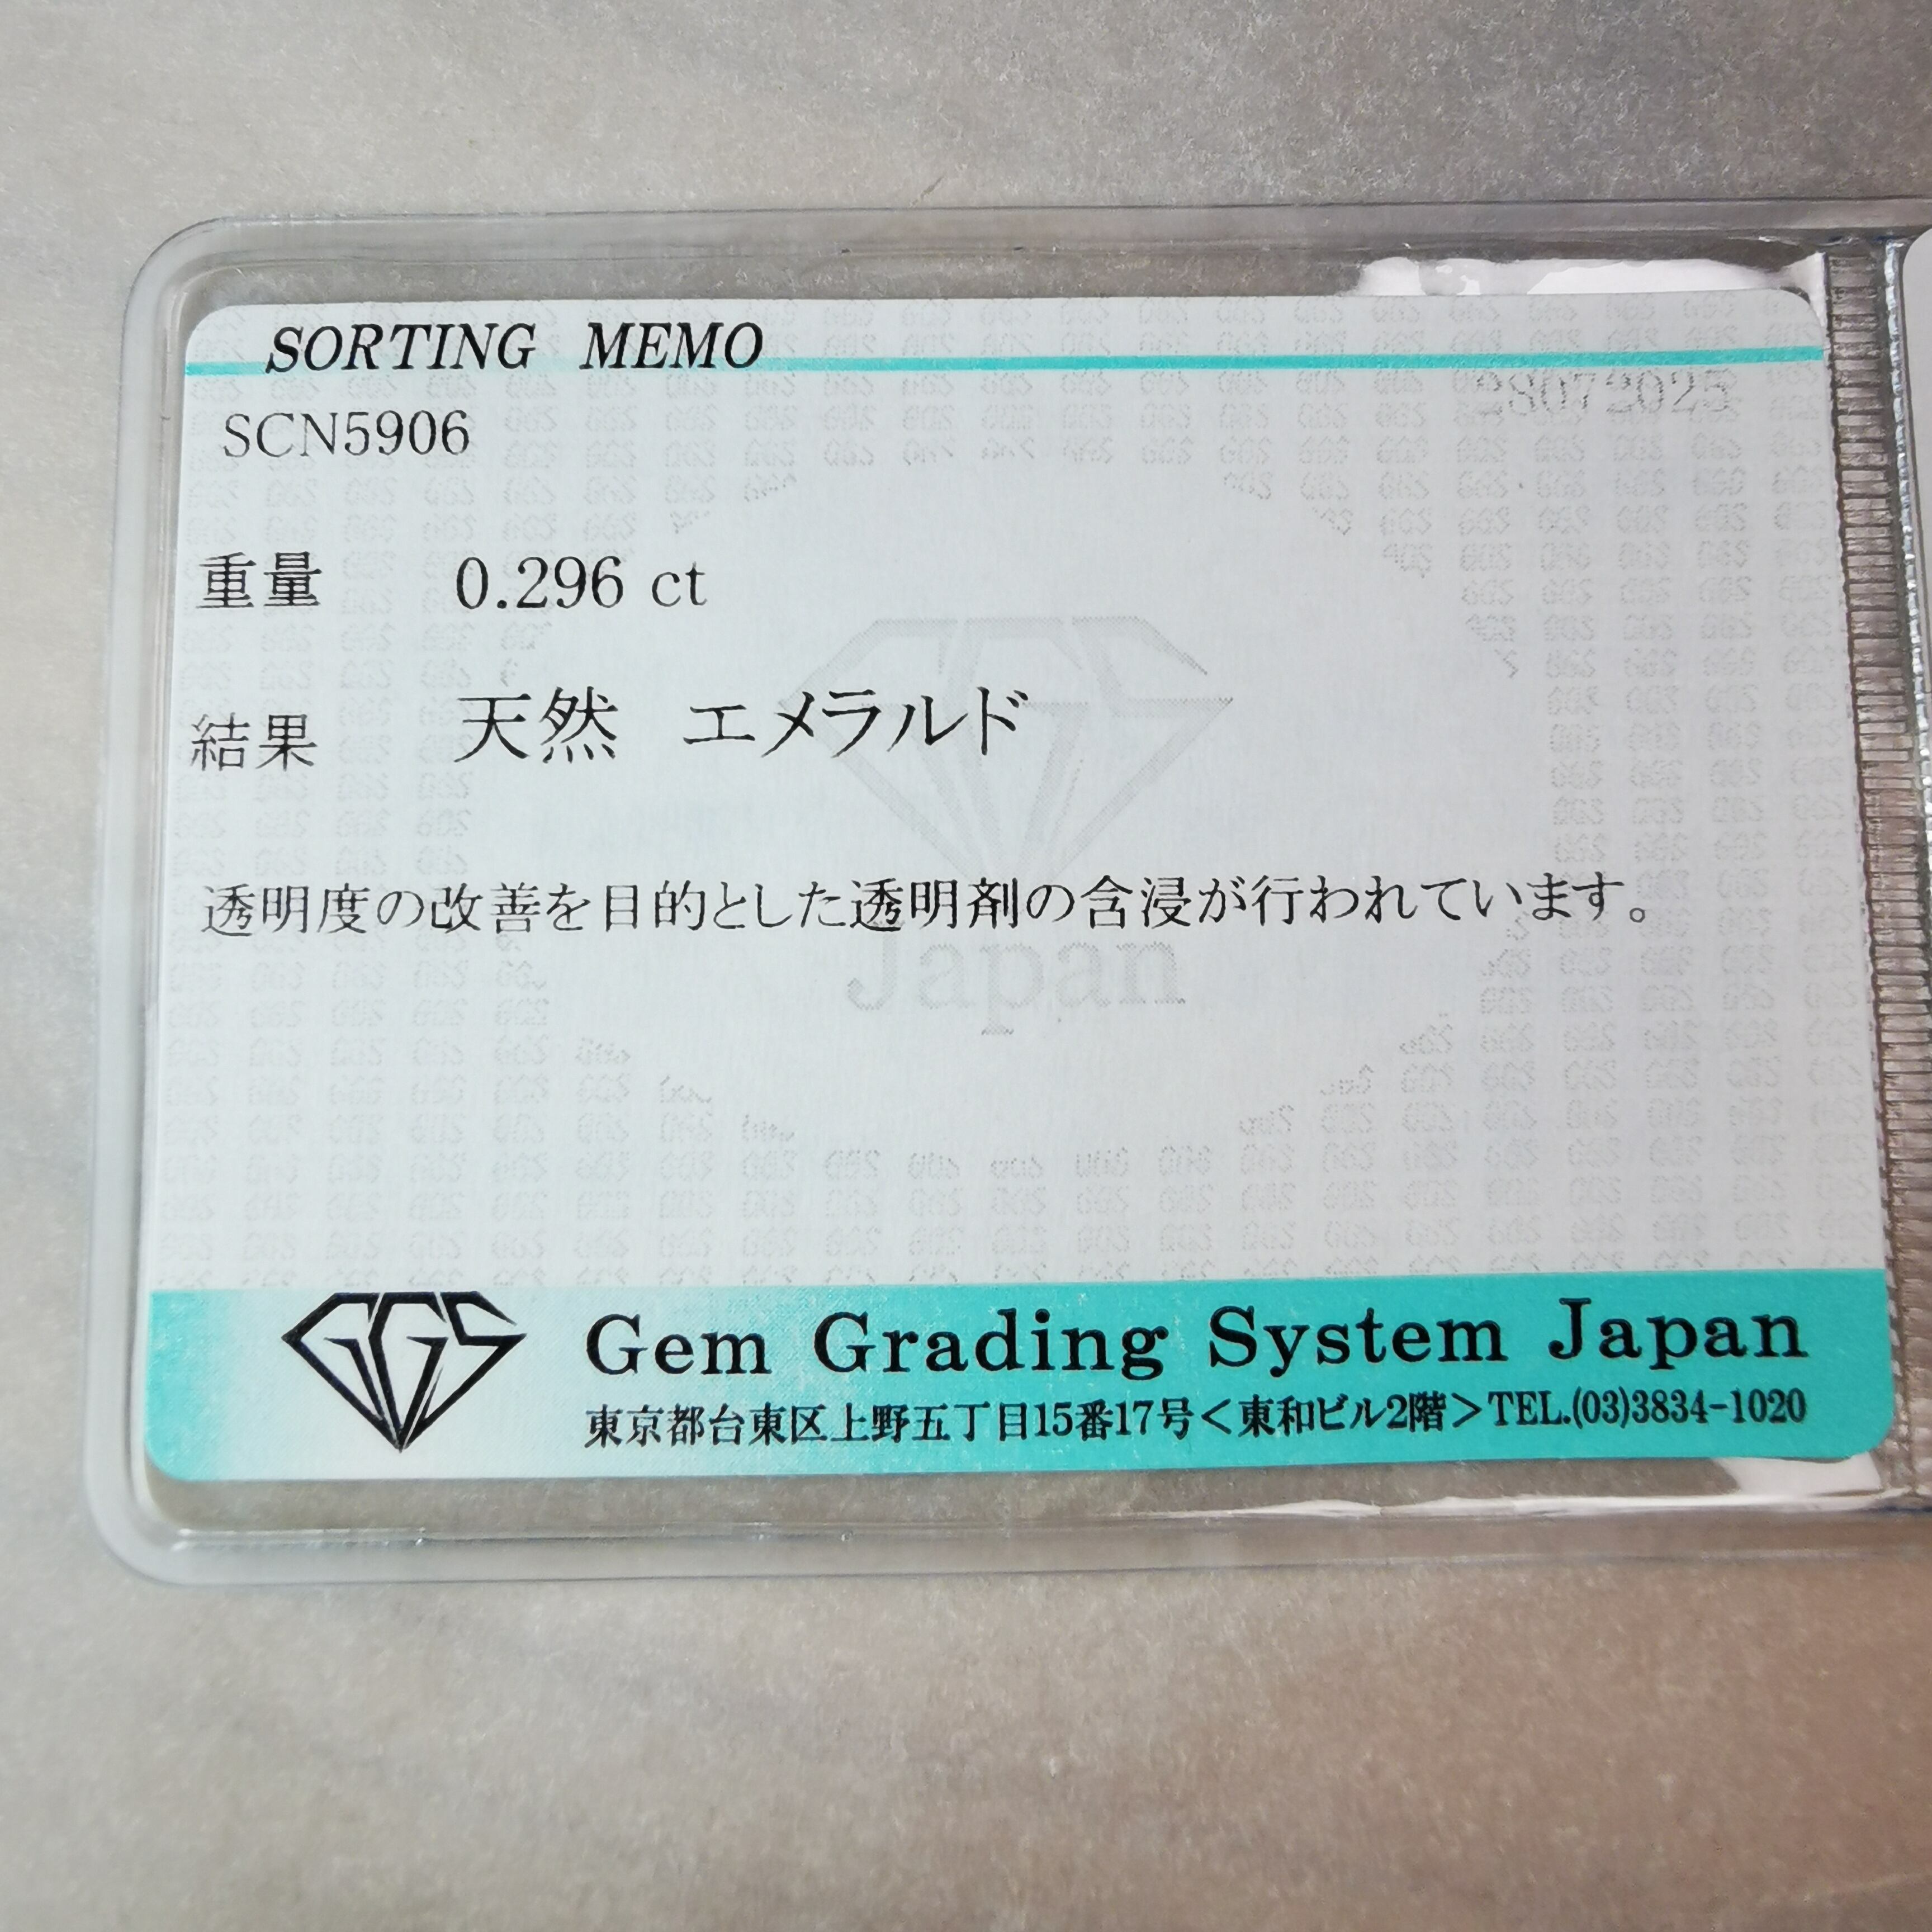 SORTING MEMO
SCN5906
重量 0.296 ct
結果 天然 エメラルド
透明度の改善を目的とした透明剤の含浸が行われています。
Japan
GGS
Gem Grading System Japan
東京都台東区上野五丁目15番17号＜東和ビル2階＞TEL.(03)3834-1020